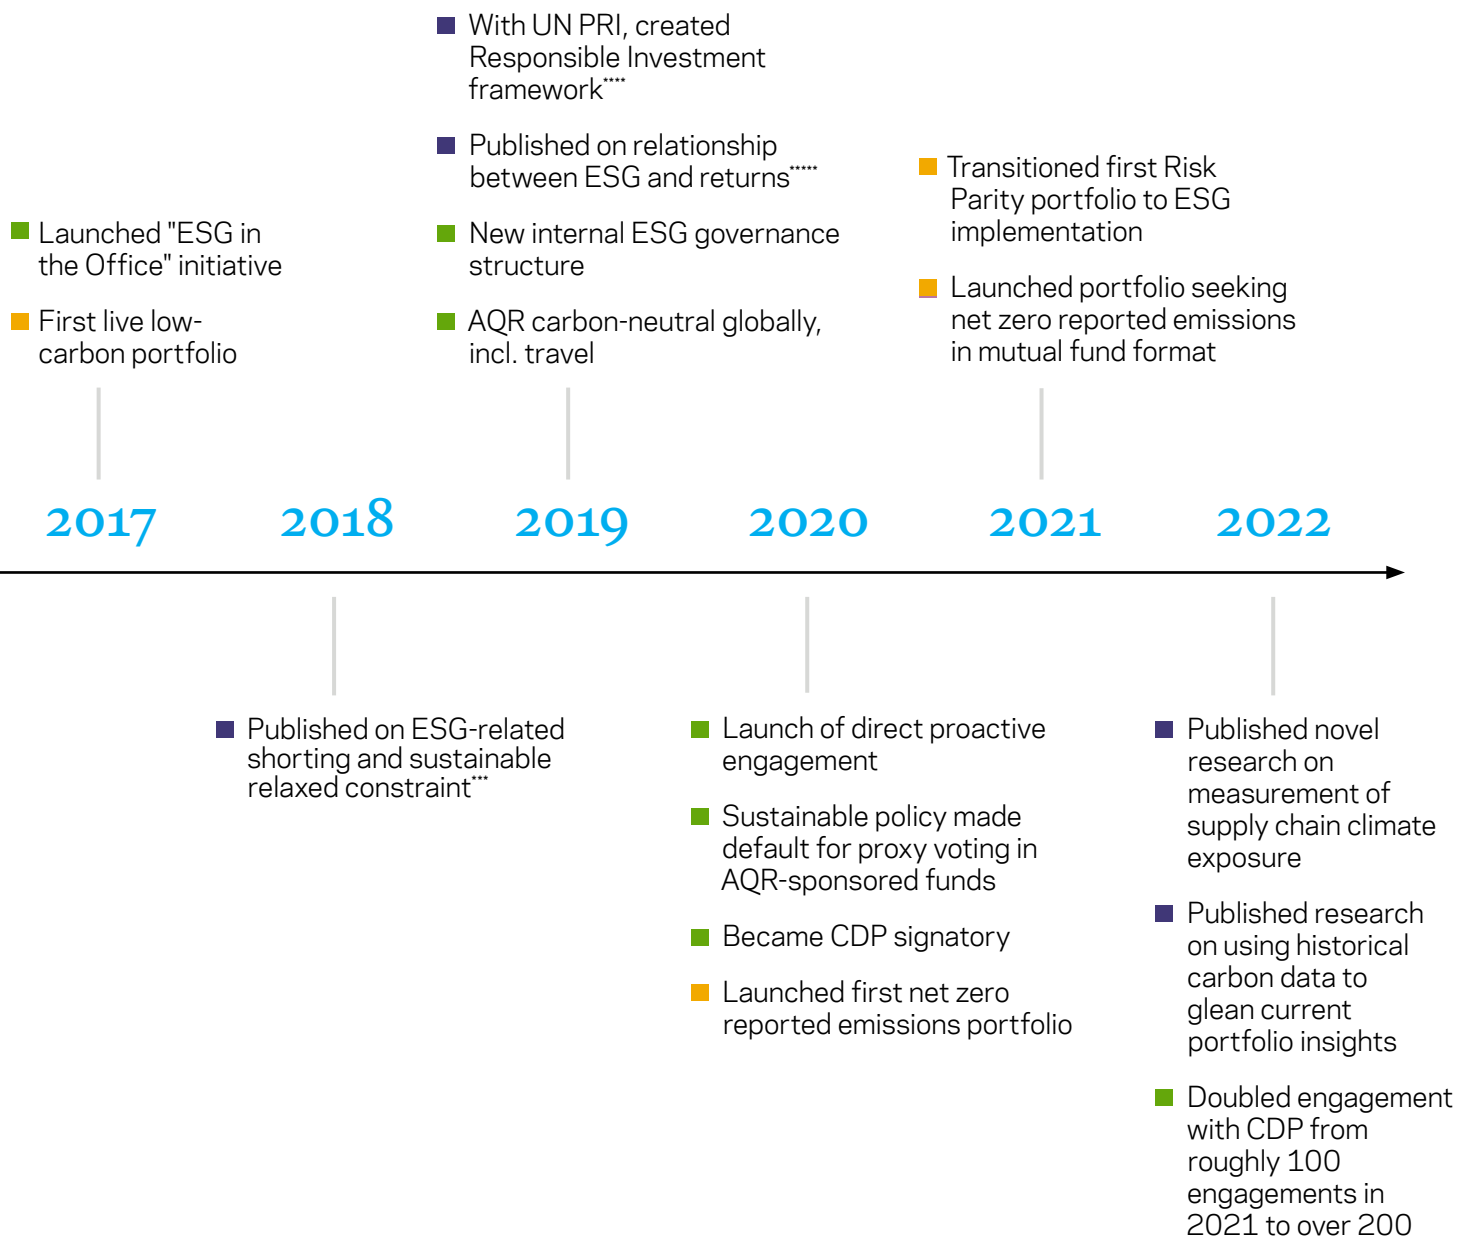 With UN PRI, created
Responsible Investment
framework****
Published on relationship
between ESG and returns*****
New internal ESG governance
structure
AQR carbon-neutral globally,
incl. travel
Launched "ESG in
the Office" initiative
First live low-
carbon portfolio
Transitioned first Risk
Parity portfolio to ESG
implementation
Launched portfolio seeking
net zero reported emissions
in mutual fund format
2017
2018
2019
2020
2021
2022
Published on ESG-related
shorting and sustainable
relaxed constraint***
Launch of direct proactive
engagement
Sustainable policy made
default for proxy voting in
AQR-sponsored funds
Became CDP signatory
Launched first net zero
reported emissions portfolio
Published novel
research on
measurement of
supply chain climate
exposure
Published research
on using historical
carbon data to
glean current
portfolio insights
Doubled engagement
with CDP from
roughly 100
engagements in
2021 to over 200